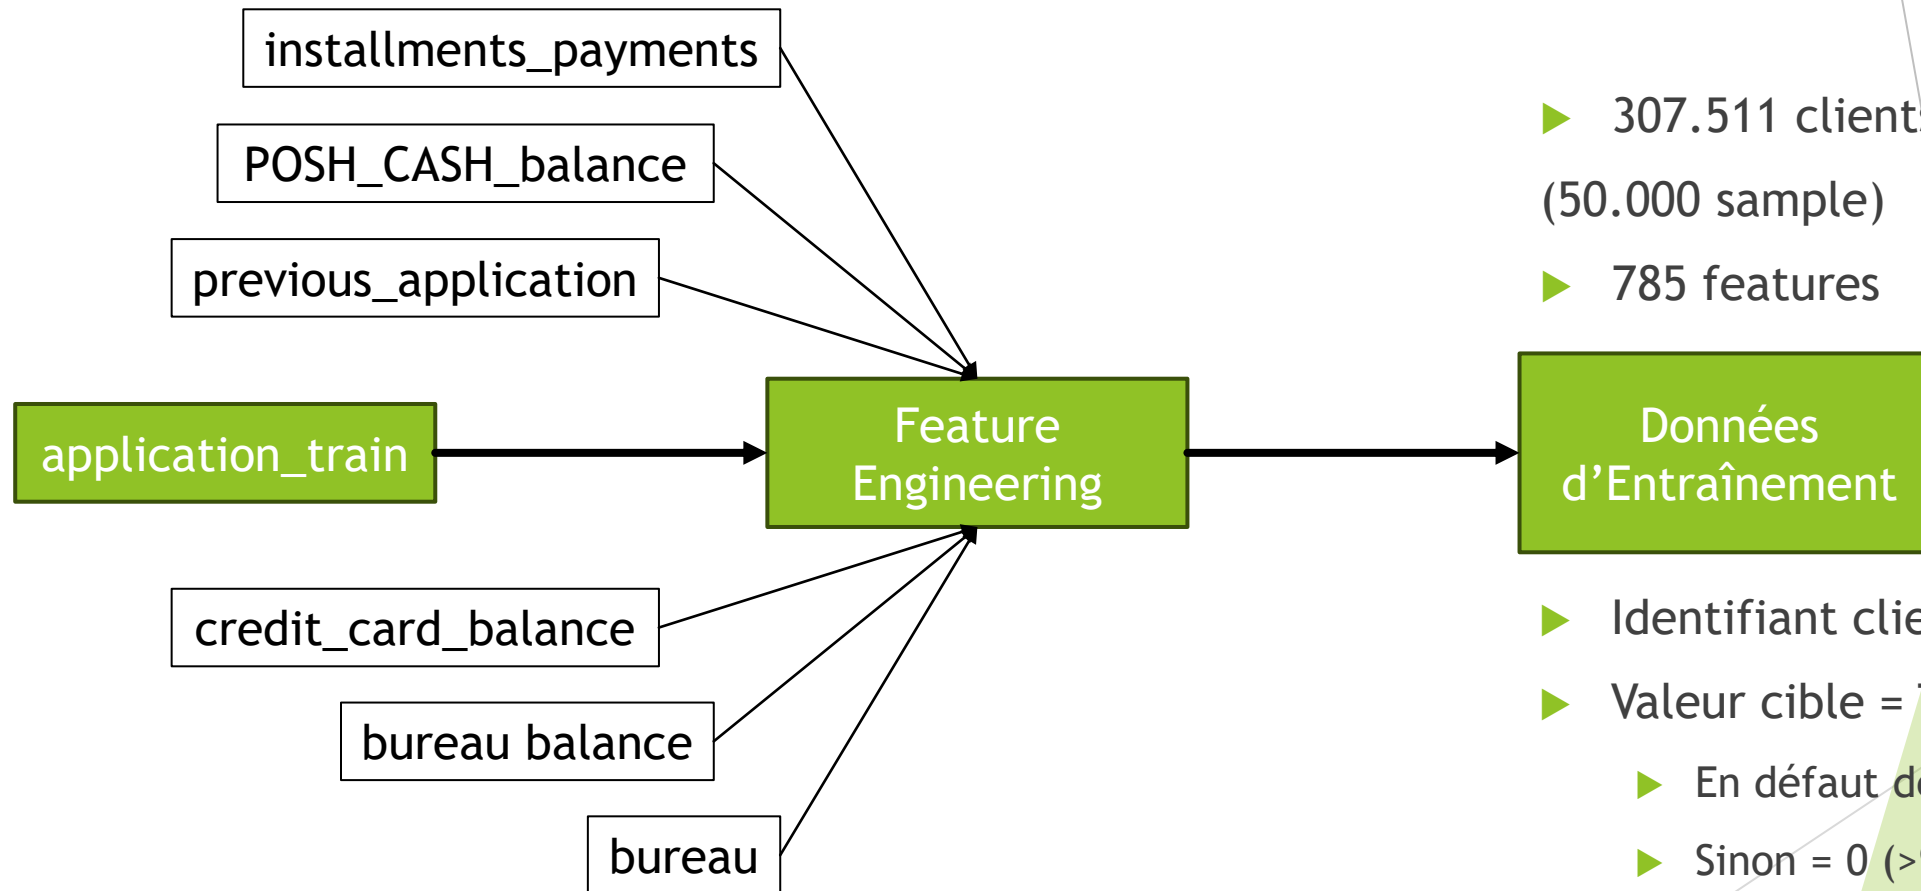 installments_payments
POSH_CASH_balance
previous_application
application_train
Feature
Engineering
credit_card_balance
bureau balance
bureau
307.511 clients
(50.000 sample)
785 features
Données
d’Entraînement
Identifiant
Valeur cible =
En défaut
Sinon = 0 (>